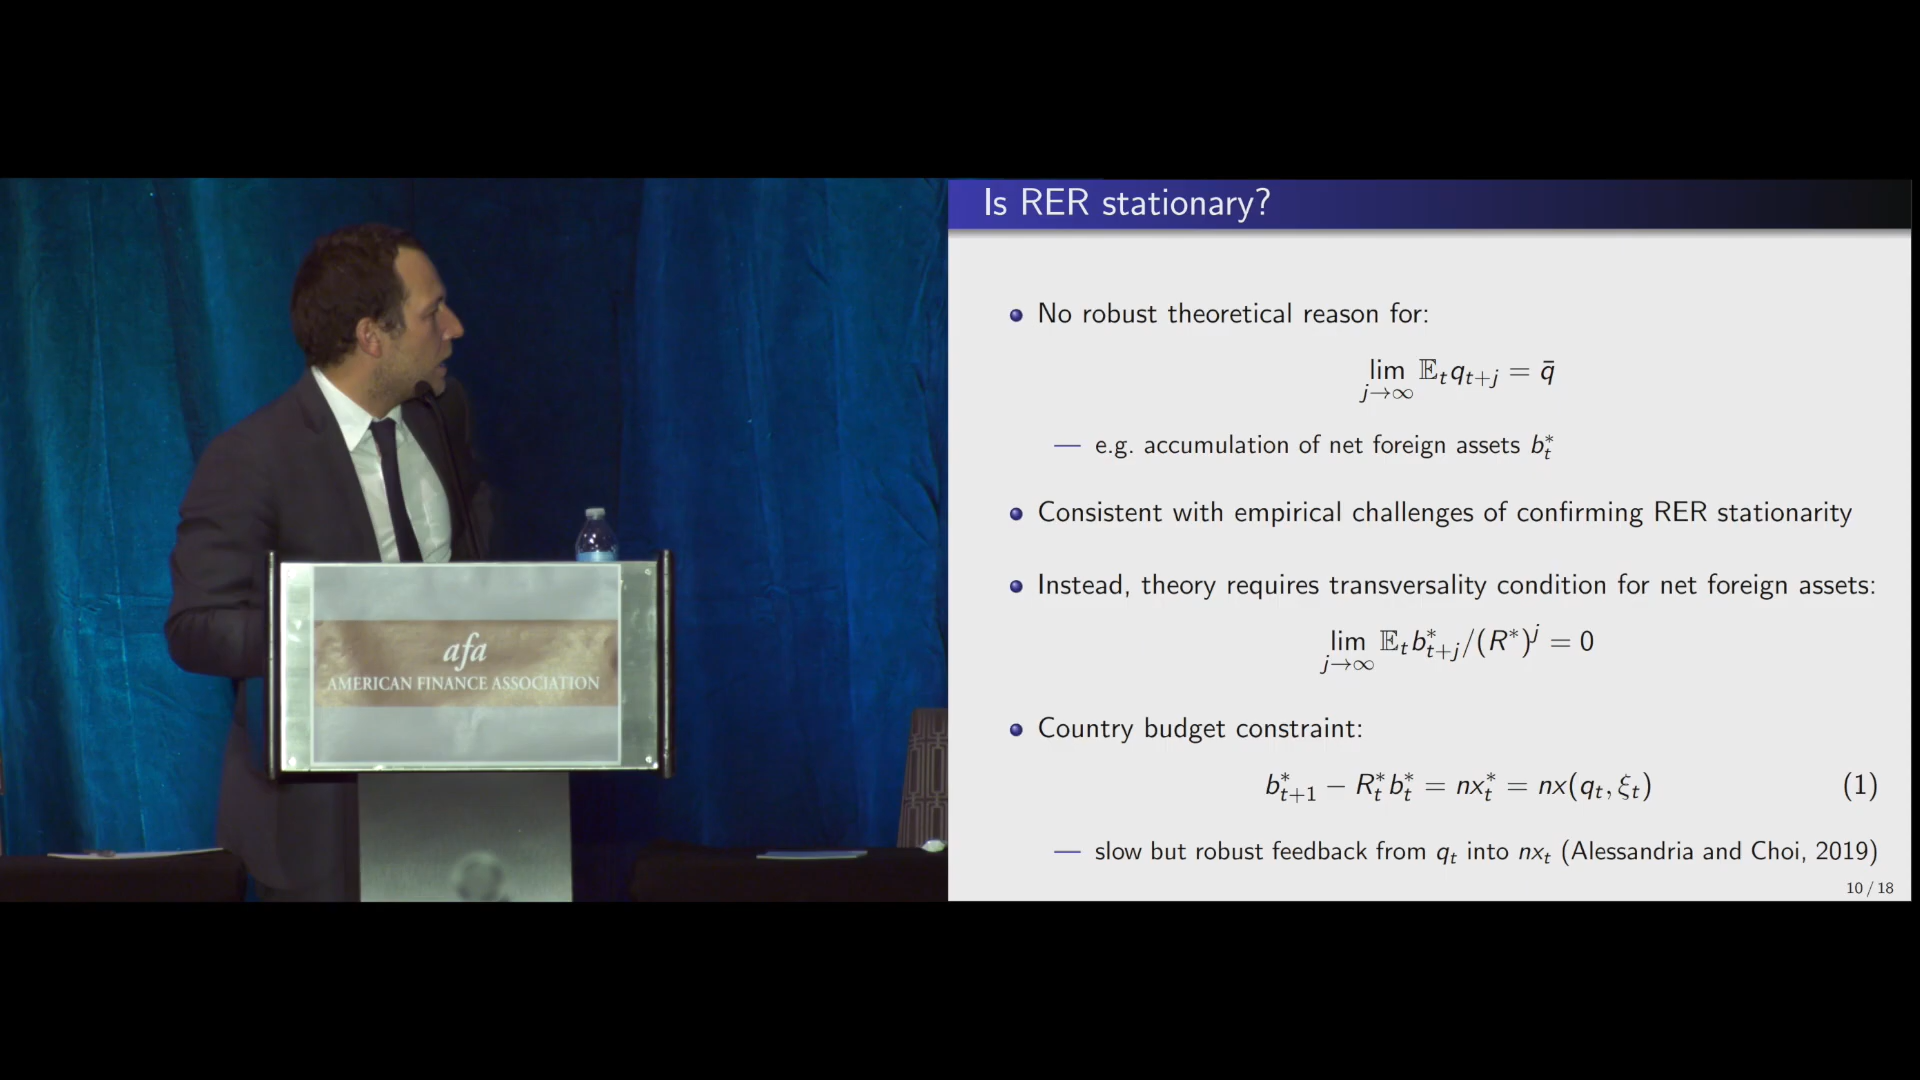 Is RER stationary?
No robust theoretical reason for:
lim E_t q_{t+j} = q̄
j→∞
— e.g. accumulation of net foreign assets b*_t
Consistent with empirical challenges of confirming RER stationarity
Instead, theory requires transversality condition for net foreign assets:
lim E_t b*_{t+j}/(R*)^j = 0
j→∞
Country budget constraint:
b*_{t+1} − R*_t b*_t = nx*_t = nx(q_t, ξ_t) (1)
— slow but robust feedback from q_t into nx_t (Alessandria and Choi, 2019)
10 / 18
afa
AMERICAN FINANCE ASSOCIATION